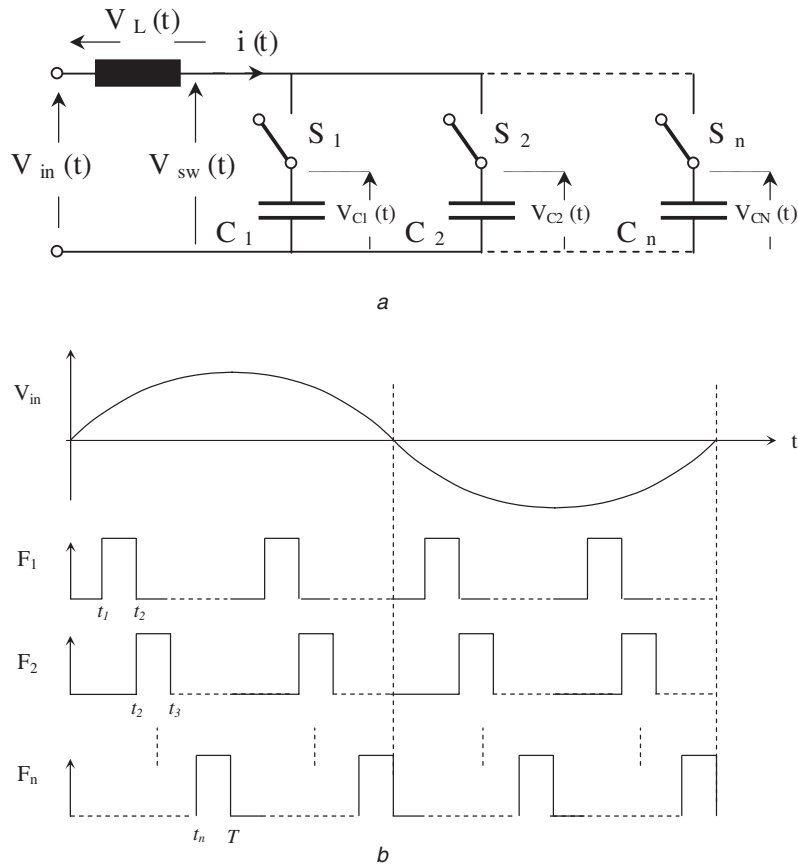 V L (t)
i (t)
S 1
S 2
S n
V in (t)
V sw (t)
V C1 (t)
V C2 (t)
V CN (t)
C 1
C 2
C n
a
V in
t
F 1
t 1
t 2
F 2
t 2
t 3
F n
t n
T
b